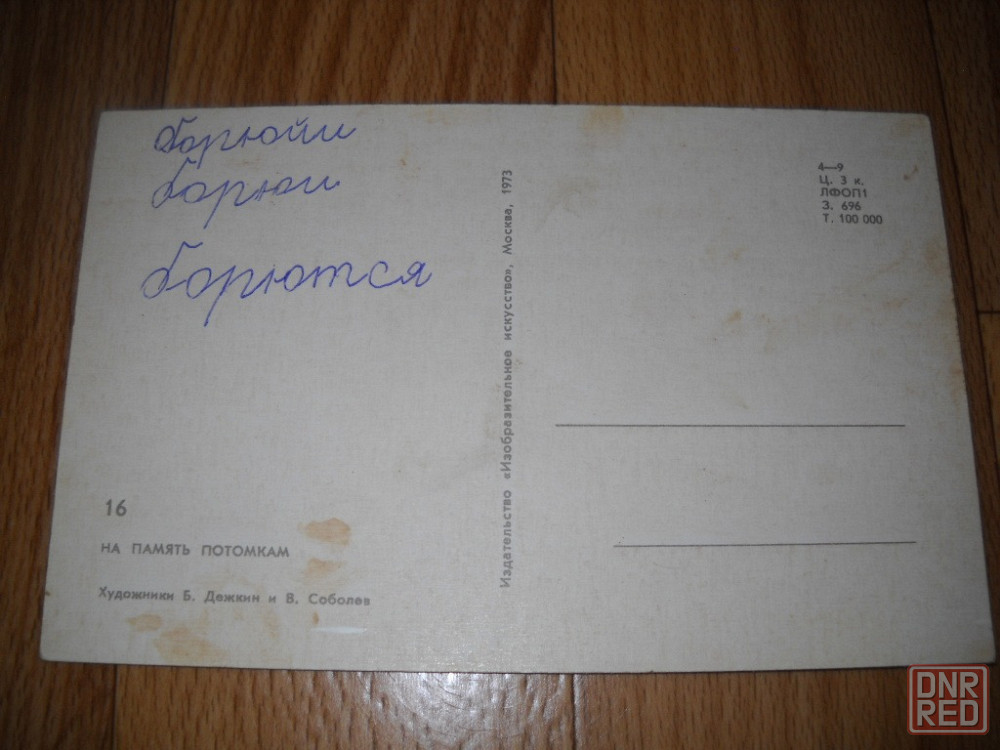 борюйи
борюи
борются
4—9
Ц. 3 к.
ЛФОП1
З. 696
Т. 100 000
Издательство «Изобразительное искусство», Москва, 1973
16
НА ПАМЯТЬ ПОТОМКАМ
Художники Б. Дежкин и В. Соболев
DNR
RED